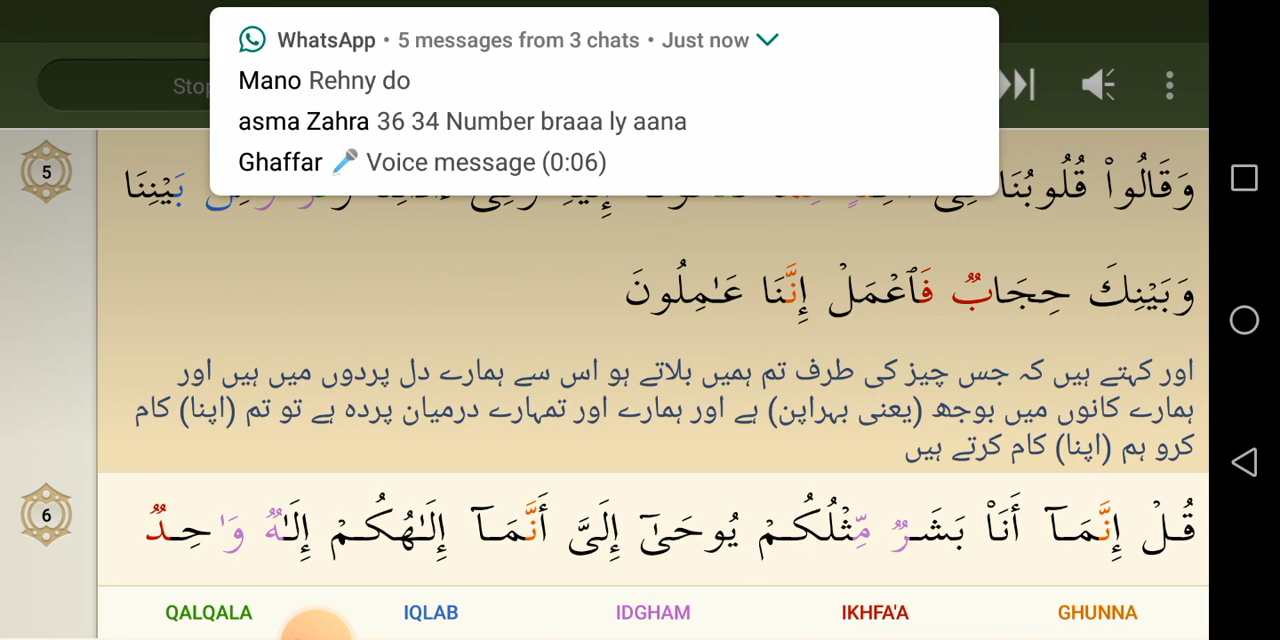 WhatsApp • 5 messages from 3 chats • Just now
Mano Rehny do
asma Zahra 36 34 Number braaa ly aana
Ghaffar 🎤 Voice message (0:06)
Stop
5
وَقَالُوا۟ قُلُوبُنَا بَيْنِنَا
وَبَيْنِكَ حِجَابٌ فَٱعْمَلْ إِنَّنَا عَـٰمِلُونَ
اور کہتے ہیں کہ جس چیز کی طرف تم ہمیں بلاتے ہو اس سے ہمارے دل پردوں میں ہیں اور
ہمارے کانوں میں بوجھ (یعنی بہراپن) ہے اور ہمارے اور تمہارے درمیان پردہ ہے تو تم (اپنا) کام
کرو ہم (اپنا) کام کرتے ہیں
6
قُلْ إِنَّمَآ أَنَا۠ بَشَرٌ مِّثْلُكُمْ يُوحَىٰٓ إِلَىَّ أَنَّمَآ إِلَـٰهُكُمْ إِلَـٰهٌ وَٰحِدٌ
QALQALA IQLAB IDGHAM IKHFA'A GHUNNA